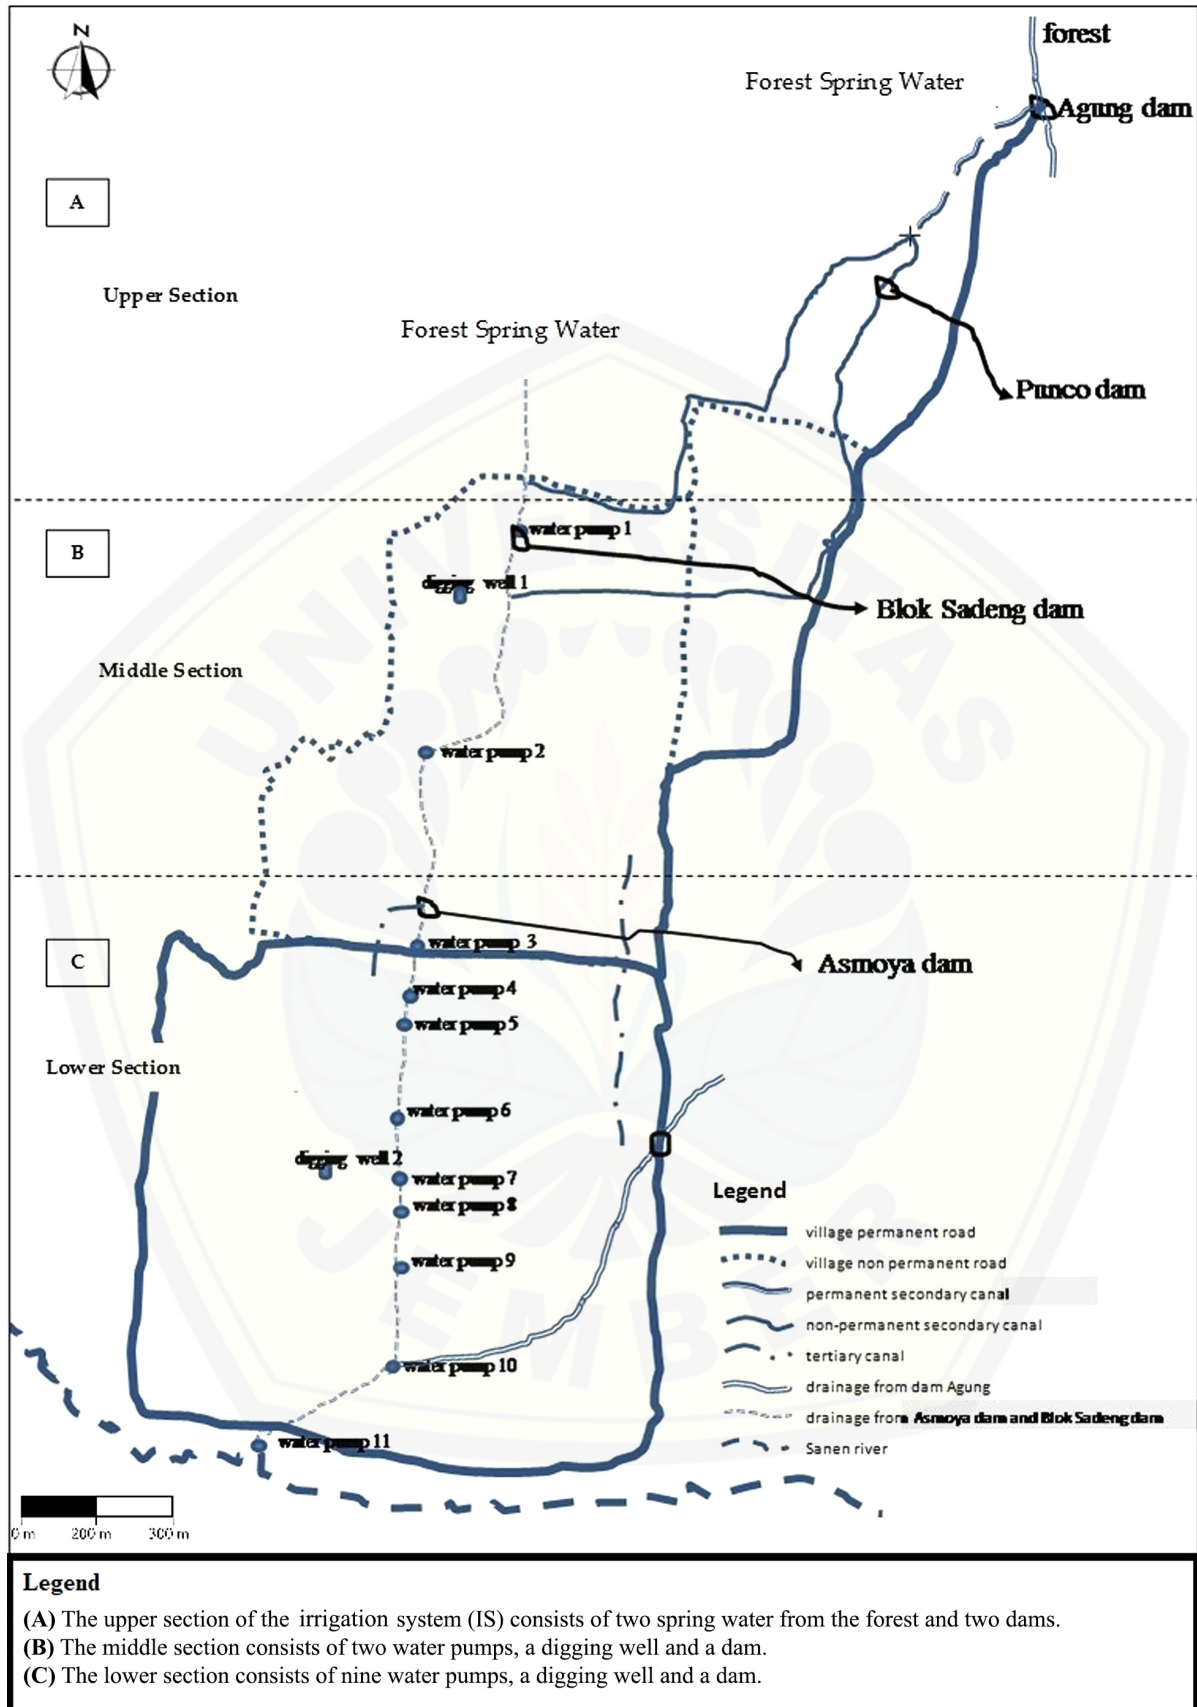 N
forest
Forest Spring Water
Agung dam
A
Upper Section
Forest Spring Water
Punco dam
B
water pump 1
digging well 1
Blok Sadeng dam
Middle Section
water pump 2
C
water pump 3
Asmoya dam
water pump 4
water pump 5
Lower Section
water pump 6
digging well 2
water pump 7
water pump 8
water pump 9
water pump 10
water pump 11
Legend
village permanent road
village non permanent road
permanent secondary canal
non-permanent secondary canal
tertiary canal
drainage from dam Agung
drainage from Asmoya dam and Blok Sadeng dam
Sanen river
0 m 200 m 300 m
UNIVERSITAS
JEMBER
Legend
(A) The upper section of the irrigation system (IS) consists of two spring water from the forest and two dams.
(B) The middle section consists of two water pumps, a digging well and a dam.
(C) The lower section consists of nine water pumps, a digging well and a dam.